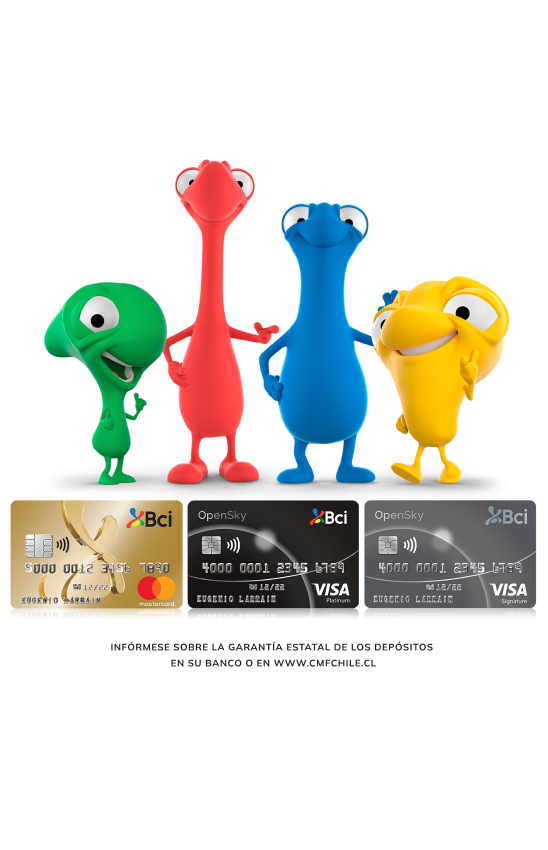 Bci
5000 0012 3456 7890
12/22
EUGENIO LARRAIN
mastercard
OpenSky
Bci
4000 0001 2345 6789
12/22
EUGENIO LARRAIN
VISA
Platinum
OpenSky
Bci
4000 0001 2345 6789
12/22
EUGENIO LARRAIN
VISA
Signature
INFÓRMESE SOBRE LA GARANTÍA ESTATAL DE LOS DEPÓSITOS
EN SU BANCO O EN WWW.CMFCHILE.CL